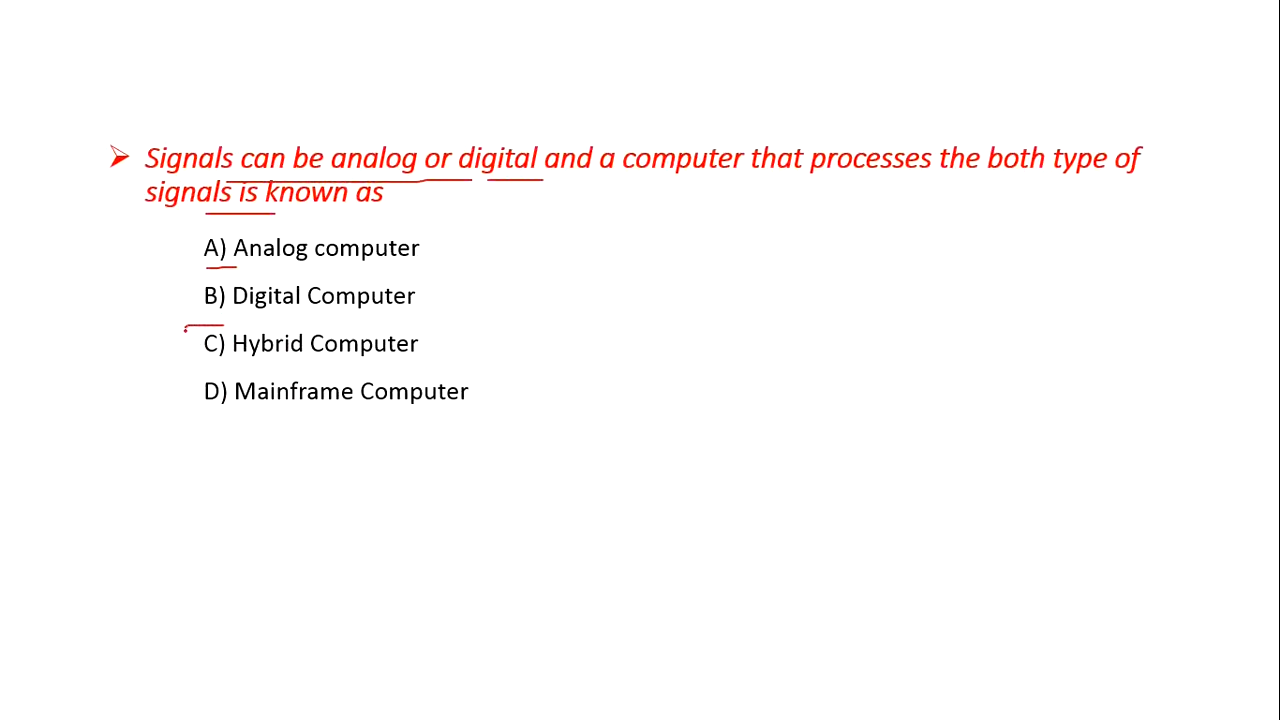 ➢ Signals can be analog or digital and a computer that processes the both type of
signals is known as
A) Analog computer
B) Digital Computer
C) Hybrid Computer
D) Mainframe Computer